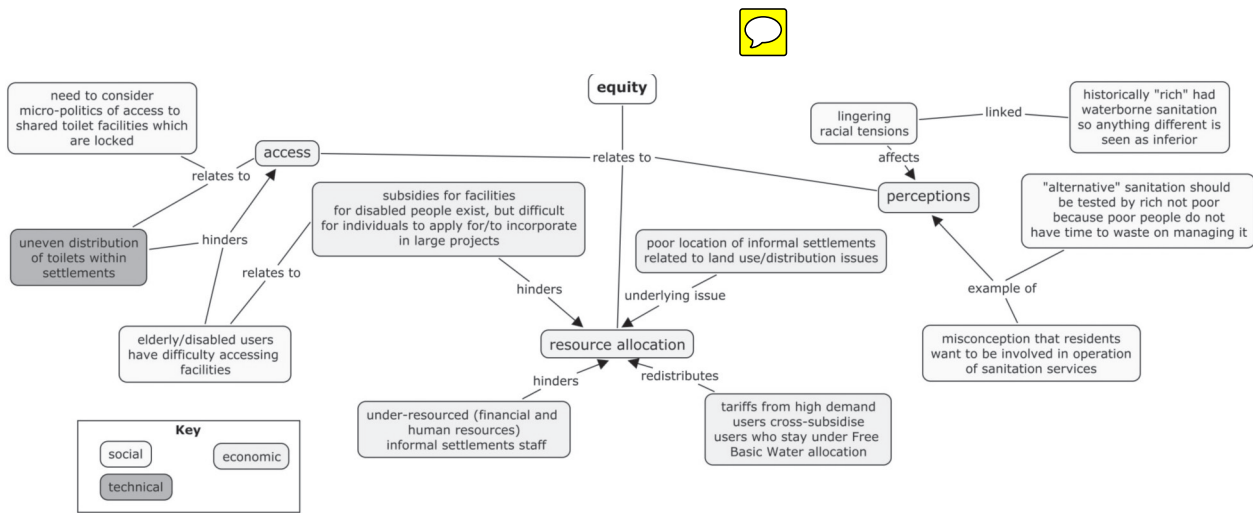 equity
need to consider
micro-politics of access to
shared toilet facilities which
are locked
lingering
racial tensions
linked
historically "rich" had
waterborne sanitation
so anything different is
seen as inferior
access
relates to
affects
relates to
perceptions
subsidies for facilities
for disabled people exist, but difficult
for individuals to apply for/to incorporate
in large projects
"alternative" sanitation should
be tested by rich not poor
because poor people do not
have time to waste on managing it
uneven distribution
of toilets within
settlements
hinders
relates to
poor location of informal settlements
related to land use/distribution issues
hinders
underlying issue
example of
elderly/disabled users
have difficulty accessing
facilities
resource allocation
misconception that residents
want to be involved in operation
of sanitation services
hinders
redistributes
under-resourced (financial and
human resources)
informal settlements staff
tariffs from high demand
users cross-subsidise
users who stay under Free
Basic Water allocation
Key
social
economic
technical